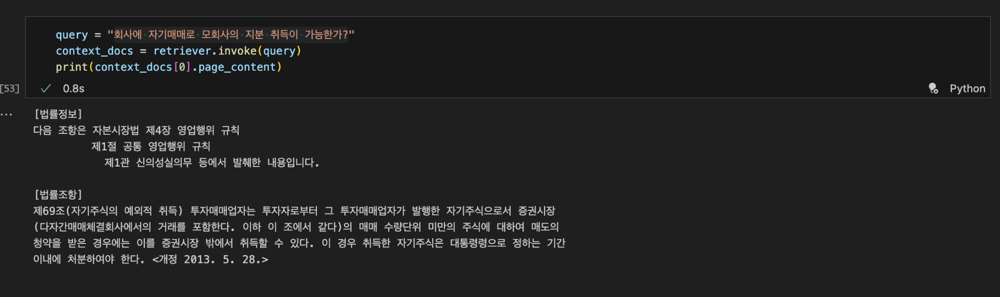 query = "회사에 자기매매로 모회사의 지분 취득이 가능한가?"
context_docs = retriever.invoke(query)
print(context_docs[0].page_content)
[53]
0.8s
Python
...
[법률정보]
다음 조항은 자본시장법 제4장 영업행위 규칙
제1절 공통 영업행위 규칙
제1관 신의성실의무 등에서 발췌한 내용입니다.
[법률조항]
제69조(자기주식의 예외적 취득) 투자매매업자는 투자자로부터 그 투자매매업자가 발행한 자기주식으로서 증권시장
(다자간매매체결회사에서의 거래를 포함한다. 이하 이 조에서 같다)의 매매 수량단위 미만의 주식에 대하여 매도의
청약을 받은 경우에는 이를 증권시장 밖에서 취득할 수 있다. 이 경우 취득한 자기주식은 대통령령으로 정하는 기간
이내에 처분하여야 한다. <개정 2013. 5. 28.>